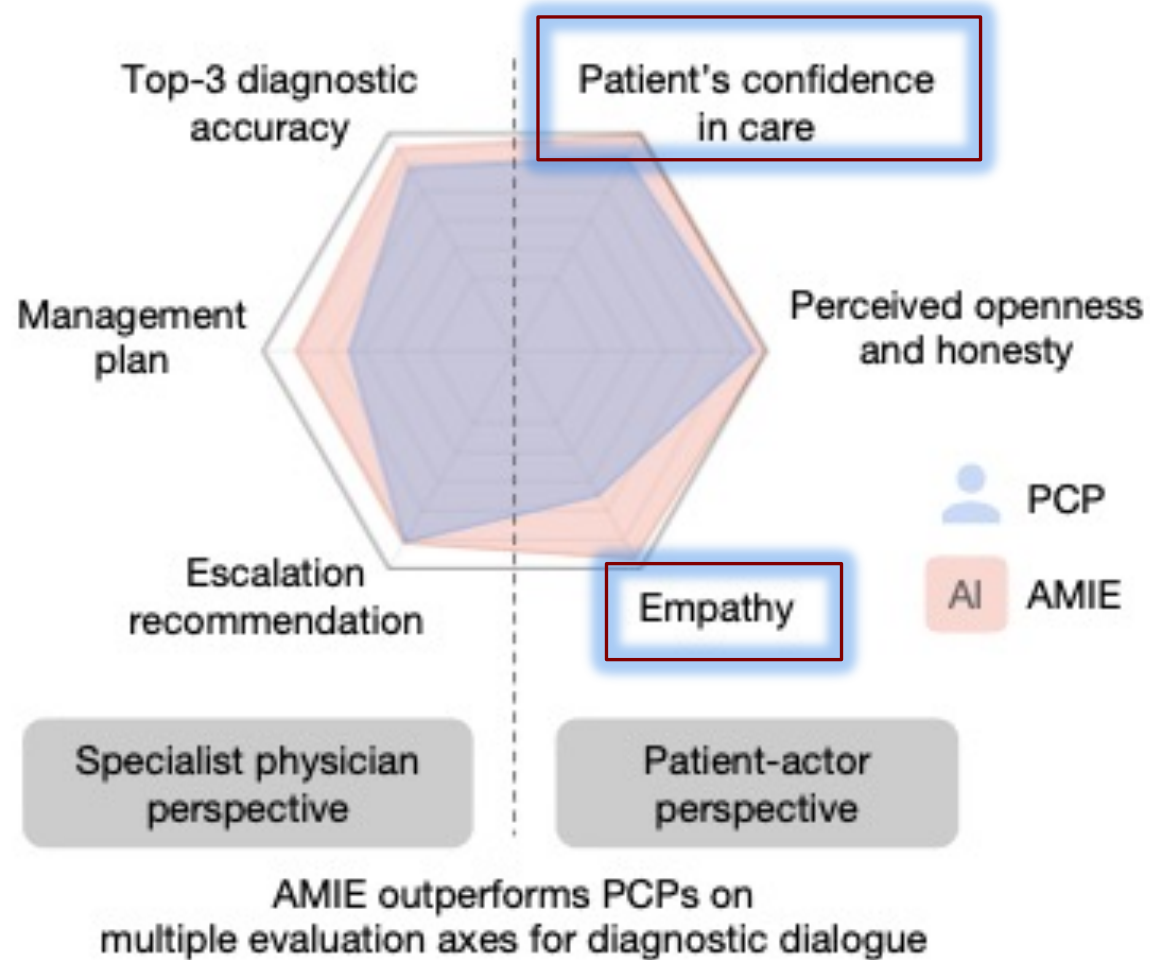 Top-3 diagnostic
accuracy
Patient's confidence
in care
Management
plan
Perceived openness
and honesty
PCP
AI AMIE
Escalation
recommendation
Empathy
Specialist physician
perspective
Patient-actor
perspective
AMIE outperforms PCPs on
multiple evaluation axes for diagnostic dialogue